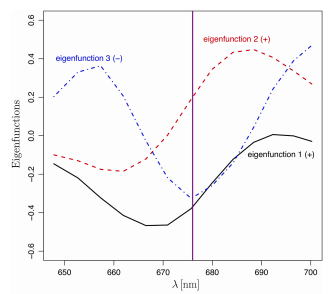 0.6
eigenfunction 2 (+)
eigenfunction 3 (−)
0.4
0.2
0.0
eigenfunction 1 (+)
−0.2
−0.4
−0.6
Eigenfunctions
650 660 670 680 690 700
λ [nm]